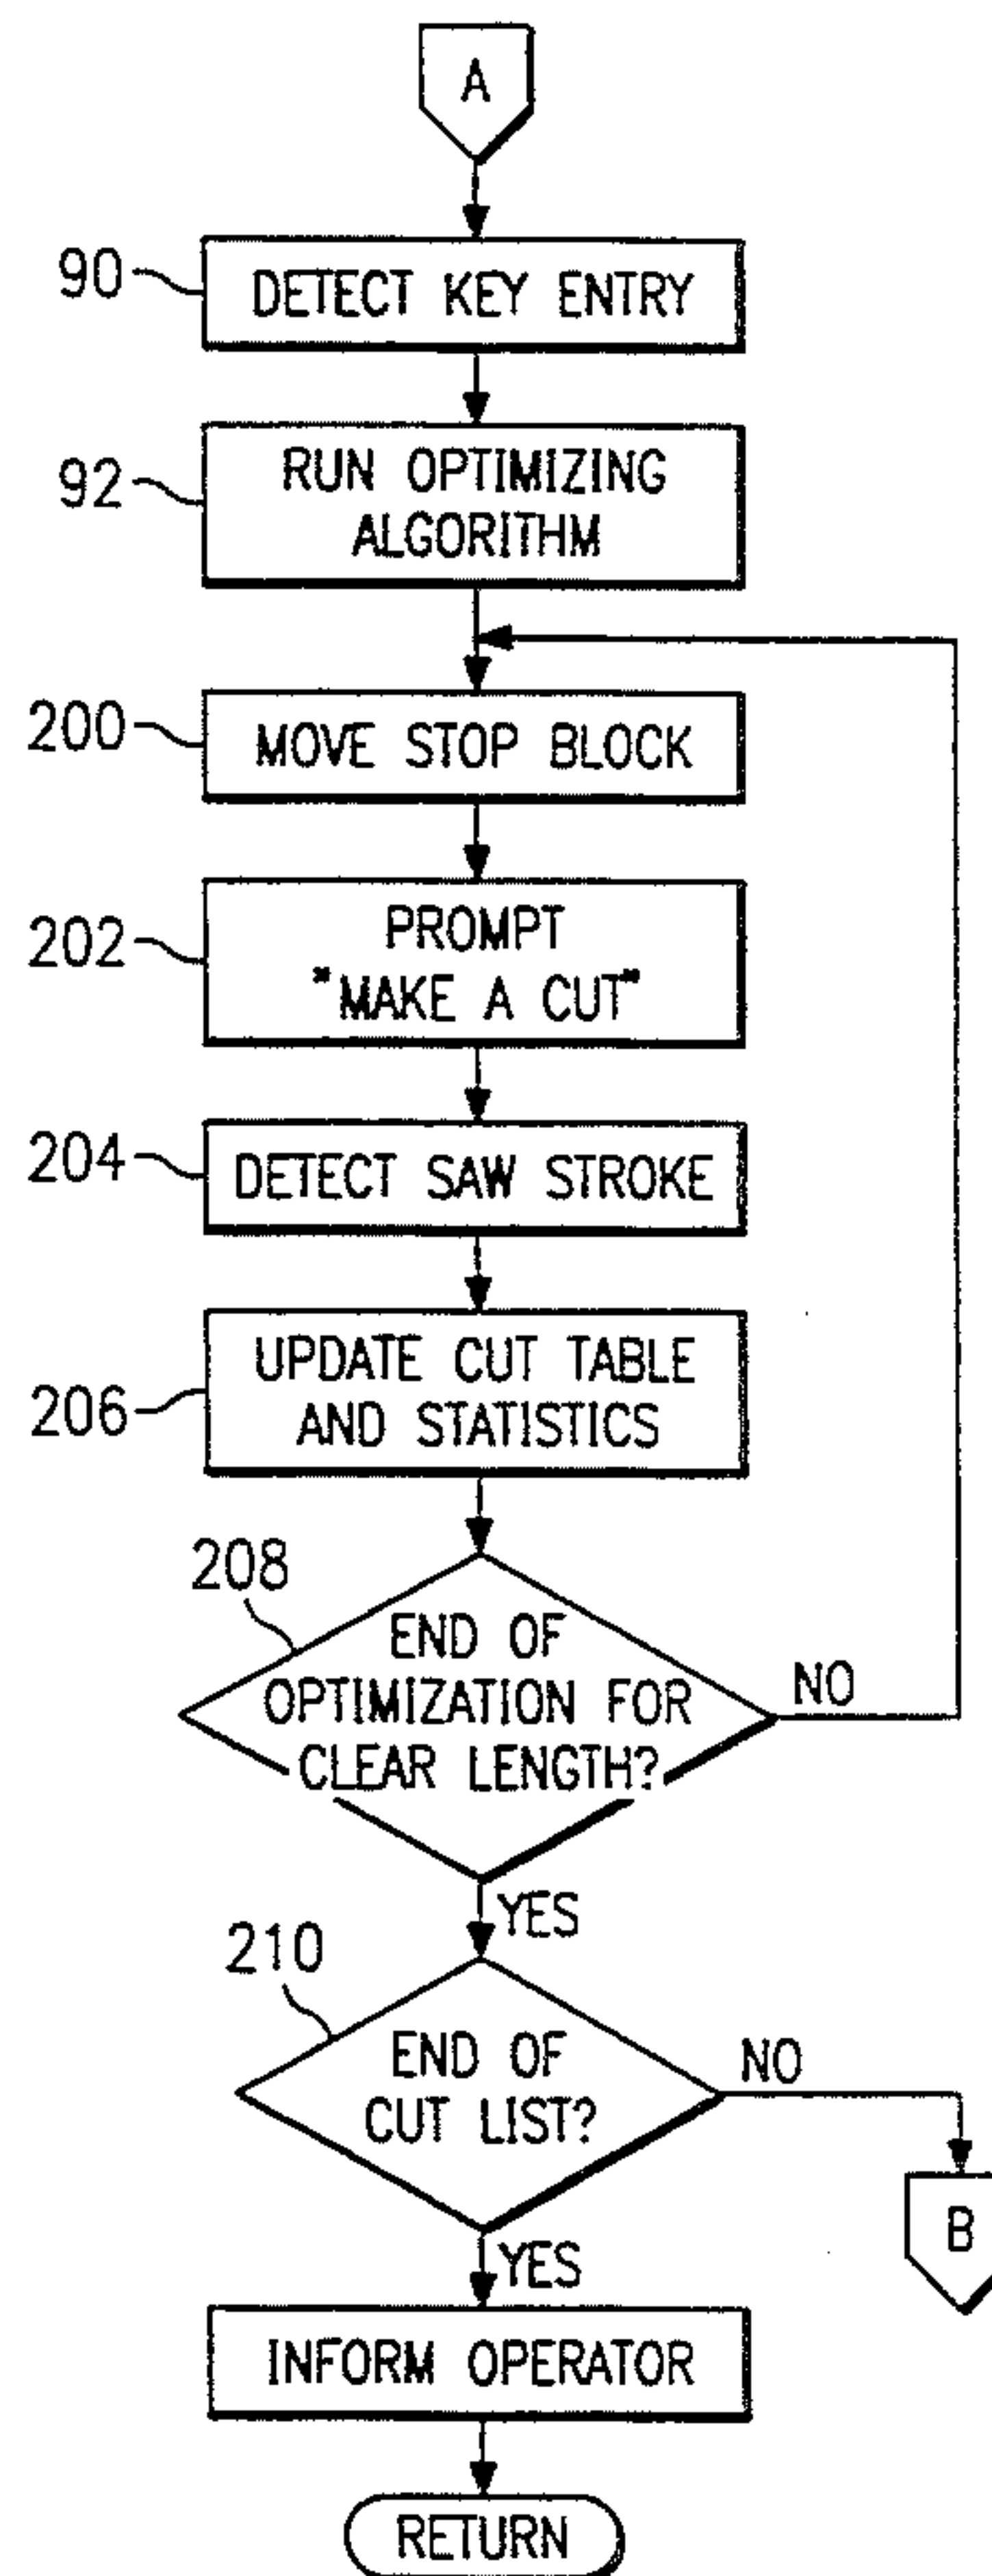 A
90
DETECT KEY ENTRY
92
RUN OPTIMIZING
ALGORITHM
200
MOVE STOP BLOCK
202
PROMPT
"MAKE A CUT"
204
DETECT SAW STROKE
206
UPDATE CUT TABLE
AND STATISTICS
208
END OF
OPTIMIZATION FOR
CLEAR LENGTH?
NO
YES
210
END OF
CUT LIST?
NO
B
YES
INFORM OPERATOR
RETURN